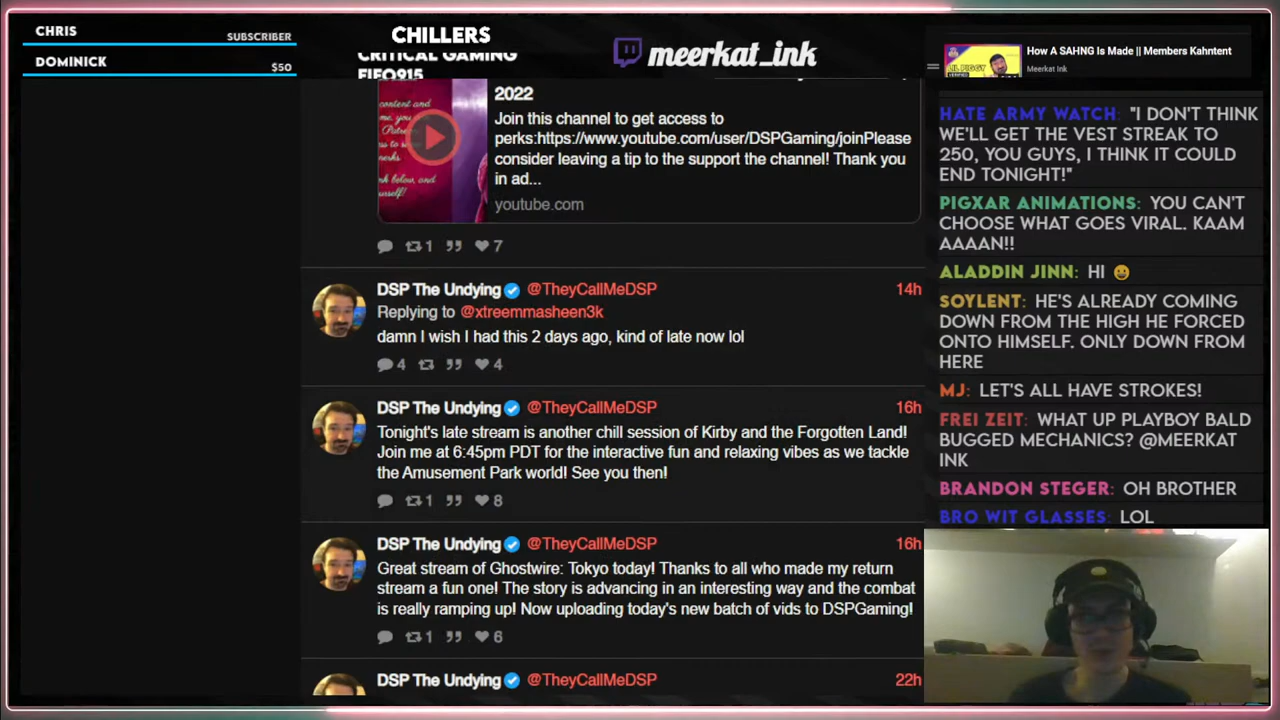 CHRIS
SUBSCRIBER
DOMINICK
$50
CHILLERS
CRITICAL GAMING
FIFO915
meerkat_ink
How A SAHNG Is Made || Members Kahntent
Meerkat Ink
content and
me, you
Patreo
ss to s
rks.
k below, and
urself!
2022
Join this channel to get access to
perks:https://www.youtube.com/user/DSPGaming/joinPlease
consider leaving a tip to the support the channel! Thank you
in ad...
youtube.com
1 7
DSP The Undying @TheyCallMeDSP 14h
Replying to @xtreemmasheen3k
damn I wish I had this 2 days ago, kind of late now lol
4 4
DSP The Undying @TheyCallMeDSP 16h
Tonight's late stream is another chill session of Kirby and the Forgotten Land!
Join me at 6:45pm PDT for the interactive fun and relaxing vibes as we tackle
the Amusement Park world! See you then!
1 8
DSP The Undying @TheyCallMeDSP 16h
Great stream of Ghostwire: Tokyo today! Thanks to all who made my return
stream a fun one! The story is advancing in an interesting way and the combat
is really ramping up! Now uploading today's new batch of vids to DSPGaming!
1 6
DSP The Undying @TheyCallMeDSP 22h
HATE ARMY WATCH: "I DON'T THINK
WE'LL GET THE VEST STREAK TO
250, YOU GUYS, I THINK IT COULD
END TONIGHT!"
PIGXAR ANIMATIONS: YOU CAN'T
CHOOSE WHAT GOES VIRAL. KAAM
AAAAN!!
ALADDIN JINN: HI 😀
SOYLENT: HE'S ALREADY COMING
DOWN FROM THE HIGH HE FORCED
ONTO HIMSELF. ONLY DOWN FROM
HERE
MJ: LET'S ALL HAVE STROKES!
FREI ZEIT: WHAT UP PLAYBOY BALD
BUGGED MECHANICS? @MEERKAT
INK
BRANDON STEGER: OH BROTHER
BRO WIT GLASSES: LOL